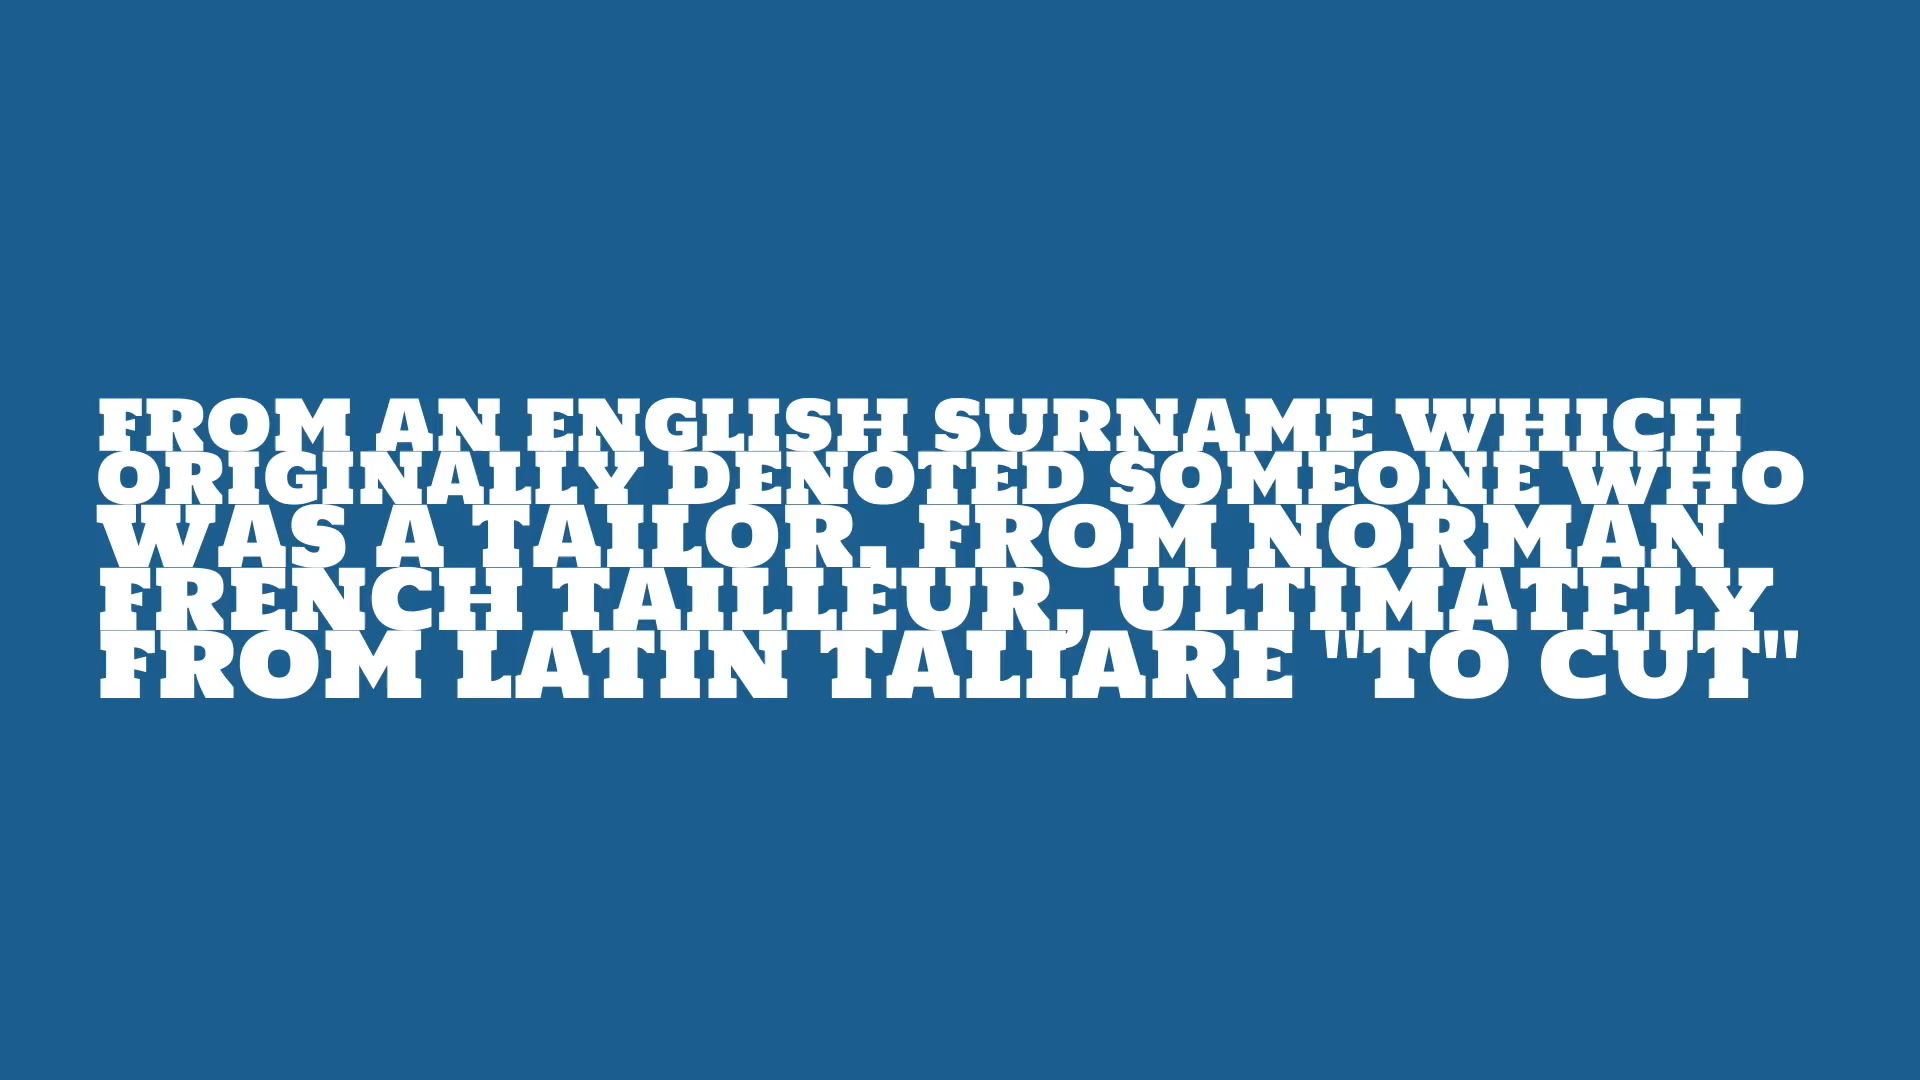 FROM AN ENGLISH SURNAME WHICH
ORIGINALLY DENOTED SOMEONE WHO
WAS A TAILOR, FROM NORMAN
FRENCH TAILLEUR, ULTIMATELY
FROM LATIN TALIARE "TO CUT"